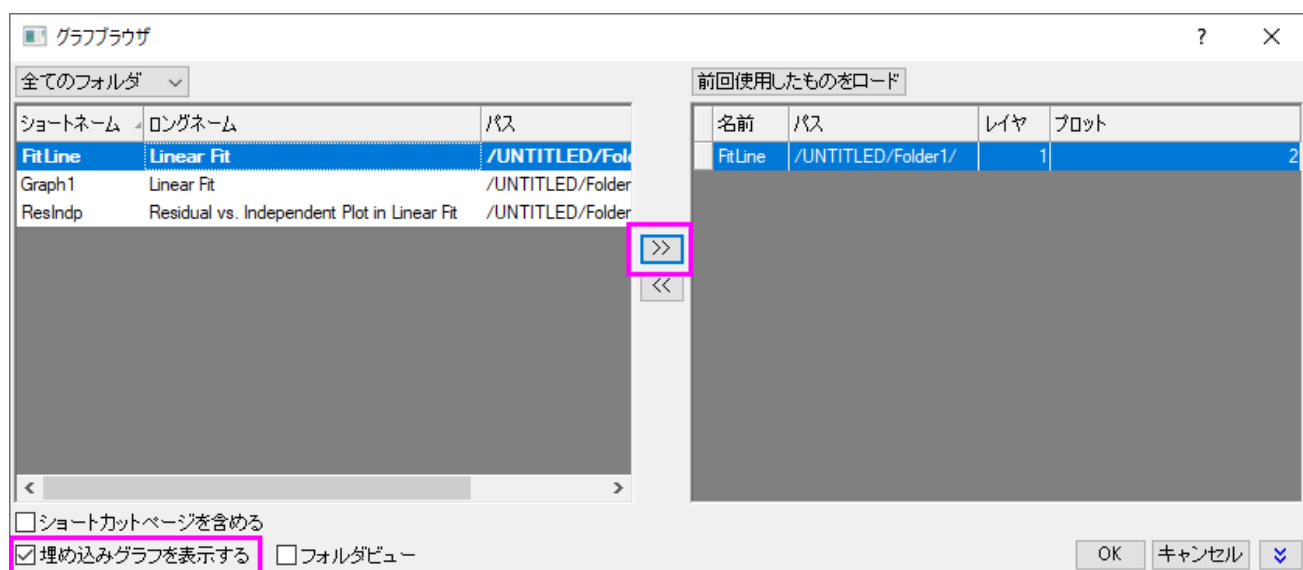 グラフブラウザ ?
全てのフォルダ 前回使用したものをロード
ショートネーム ロングネーム パス 名前 パス レイヤ プロット
FitLine Linear Fit /UNTITLED/Fold FitLine /UNTITLED/Folder1/ 1 2
Graph1 Linear Fit /UNTITLED/Folder
ResIndp Residual vs. Independent Plot in Linear Fit /UNTITLED/Folder
>>
<<
ショートカットページを含める
埋め込みグラフを表示する フォルダビュー OK キャンセル